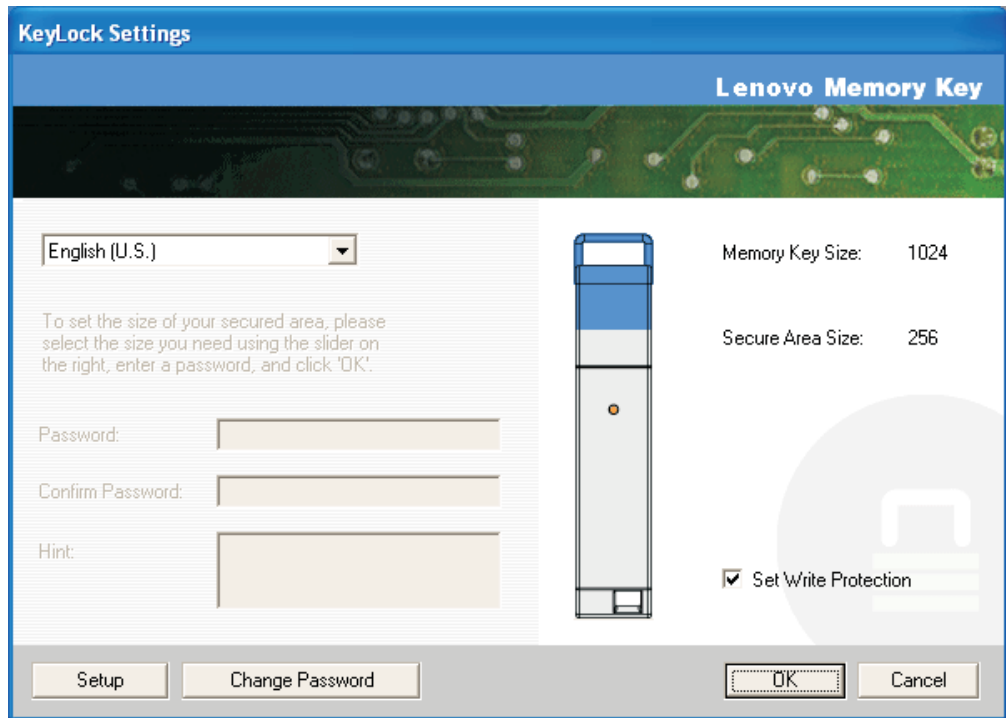 KeyLock Settings
Lenovo Memory Key
English (U.S.)
To set the size of your secured area, please
select the size you need using the slider on
the right, enter a password, and click 'OK'.
Password:
Confirm Password:
Hint:
Memory Key Size: 1024
Secure Area Size: 256
Set Write Protection
Setup
Change Password
OK
Cancel